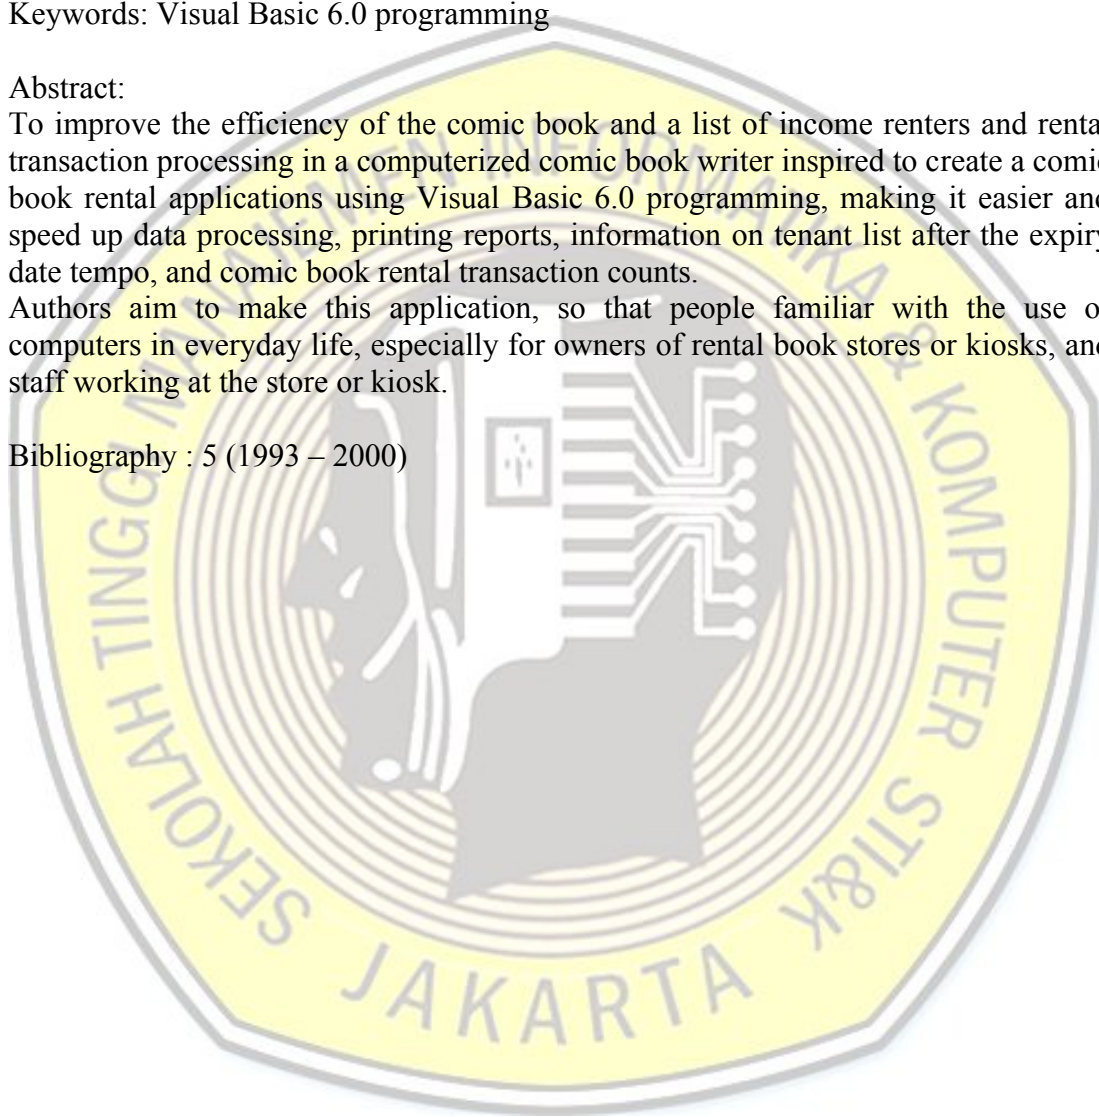 Keywords: Visual Basic 6.0 programming
Abstract:
To improve the efficiency of the comic book and a list of income renters and renta
transaction processing in a computerized comic book writer inspired to create a comi
book rental applications using Visual Basic 6.0 programming, making it easier and
speed up data processing, printing reports, information on tenant list after the expiry
date tempo, and comic book rental transaction counts.
Authors aim to make this application, so that people familiar with the use o
computers in everyday life, especially for owners of rental book stores or kiosks, and
staff working at the store or kiosk.
Bibliography : 5 (1993 – 2000)
SEKOLAH TINGGI MANAJEMEN INFORMAIKA & KOMPUTER STI&K
JAKARTA